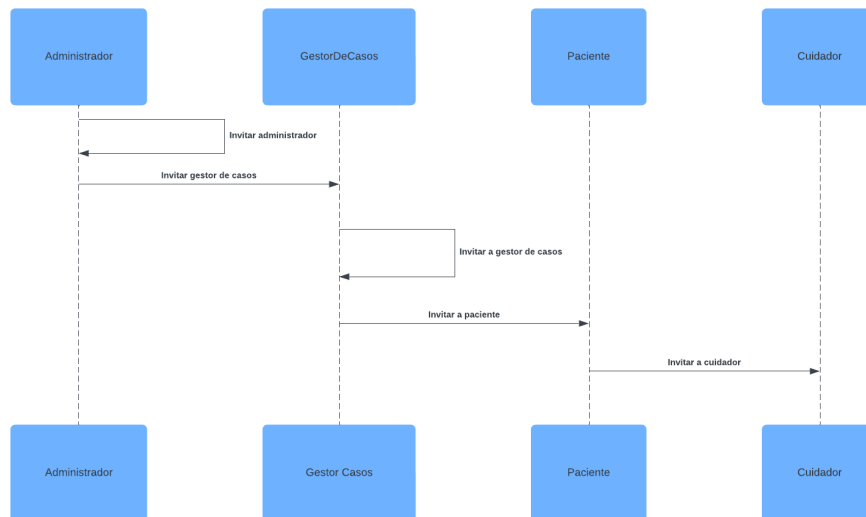 Administrador
GestorDeCasos
Paciente
Cuidador
Invitar administrador
Invitar gestor de casos
Invitar a gestor de casos
Invitar a paciente
Invitar a cuidador
Administrador
Gestor Casos
Paciente
Cuidador